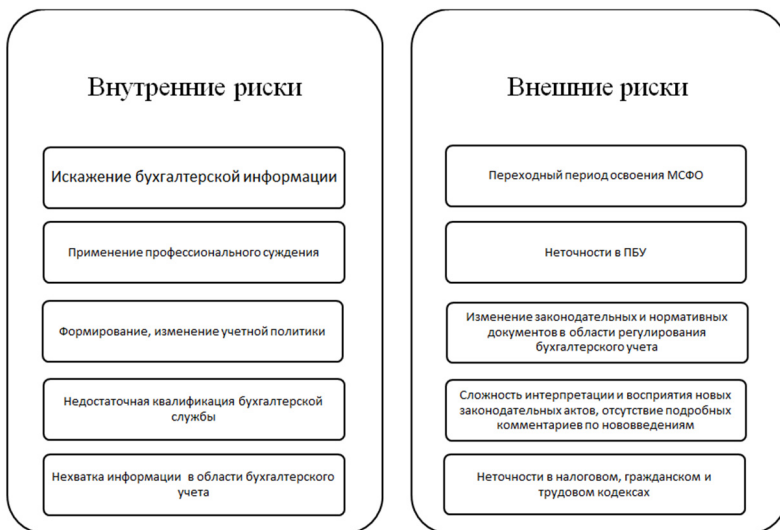 Внутренние риски
Искажение бухгалтерской информации
Применение профессионального суждения
Формирование, изменение учетной политики
Недостаточная квалификация бухгалтерской
службы
Нехватка информации в области бухгалтерского
учета
Внешние риски
Переходный период освоения МСФО
Неточности в ПБУ
Изменение законодательных и нормативных
документов в области регулирования
бухгалтерского учета
Сложность интерпретации и восприятия новых
законодательных актов, отсутствие подробных
комментариев по нововведениям
Неточности в налоговом, гражданском и
трудовом кодексах